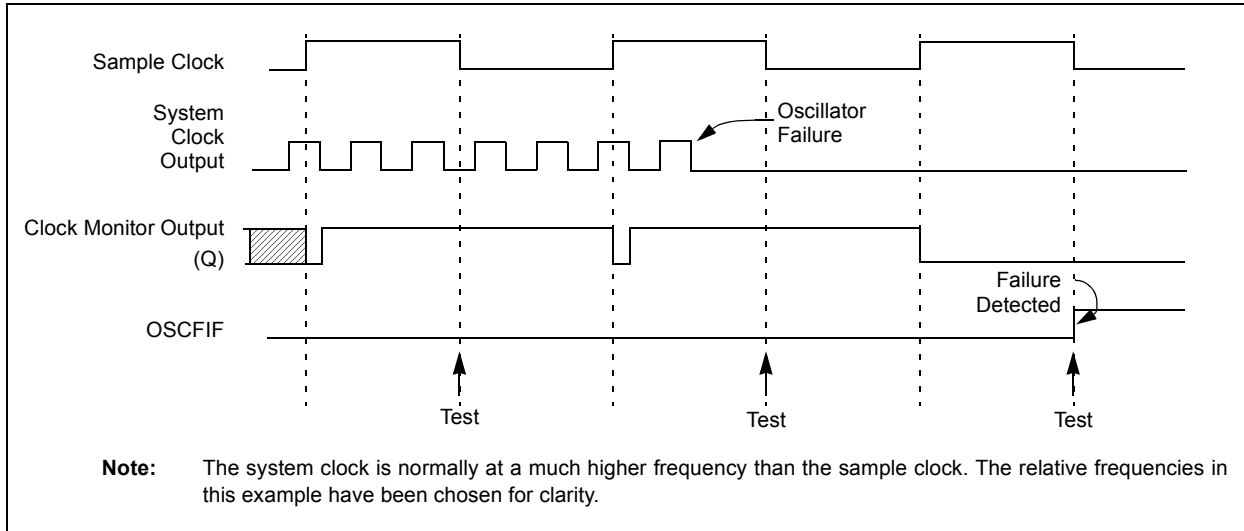 Sample Clock
System
Clock
Output
Oscillator
Failure
Clock Monitor Output
(Q)
Failure
Detected
OSCFIF
Test
Test
Test
Note: The system clock is normally at a much higher frequency than the sample clock. The relative frequencies in
this example have been chosen for clarity.